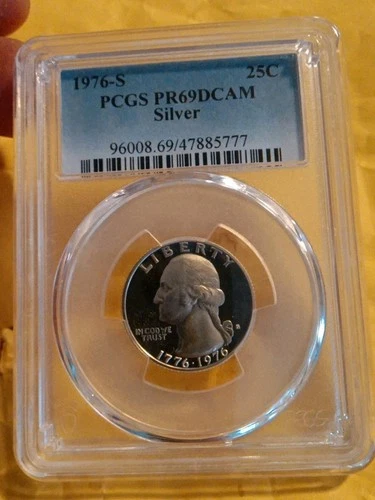 1976-S 25C
PCGS PR69DCAM
Silver
96008.69/47885777
LIBERTY
IN GOD WE
TRUST
S
1776·1976